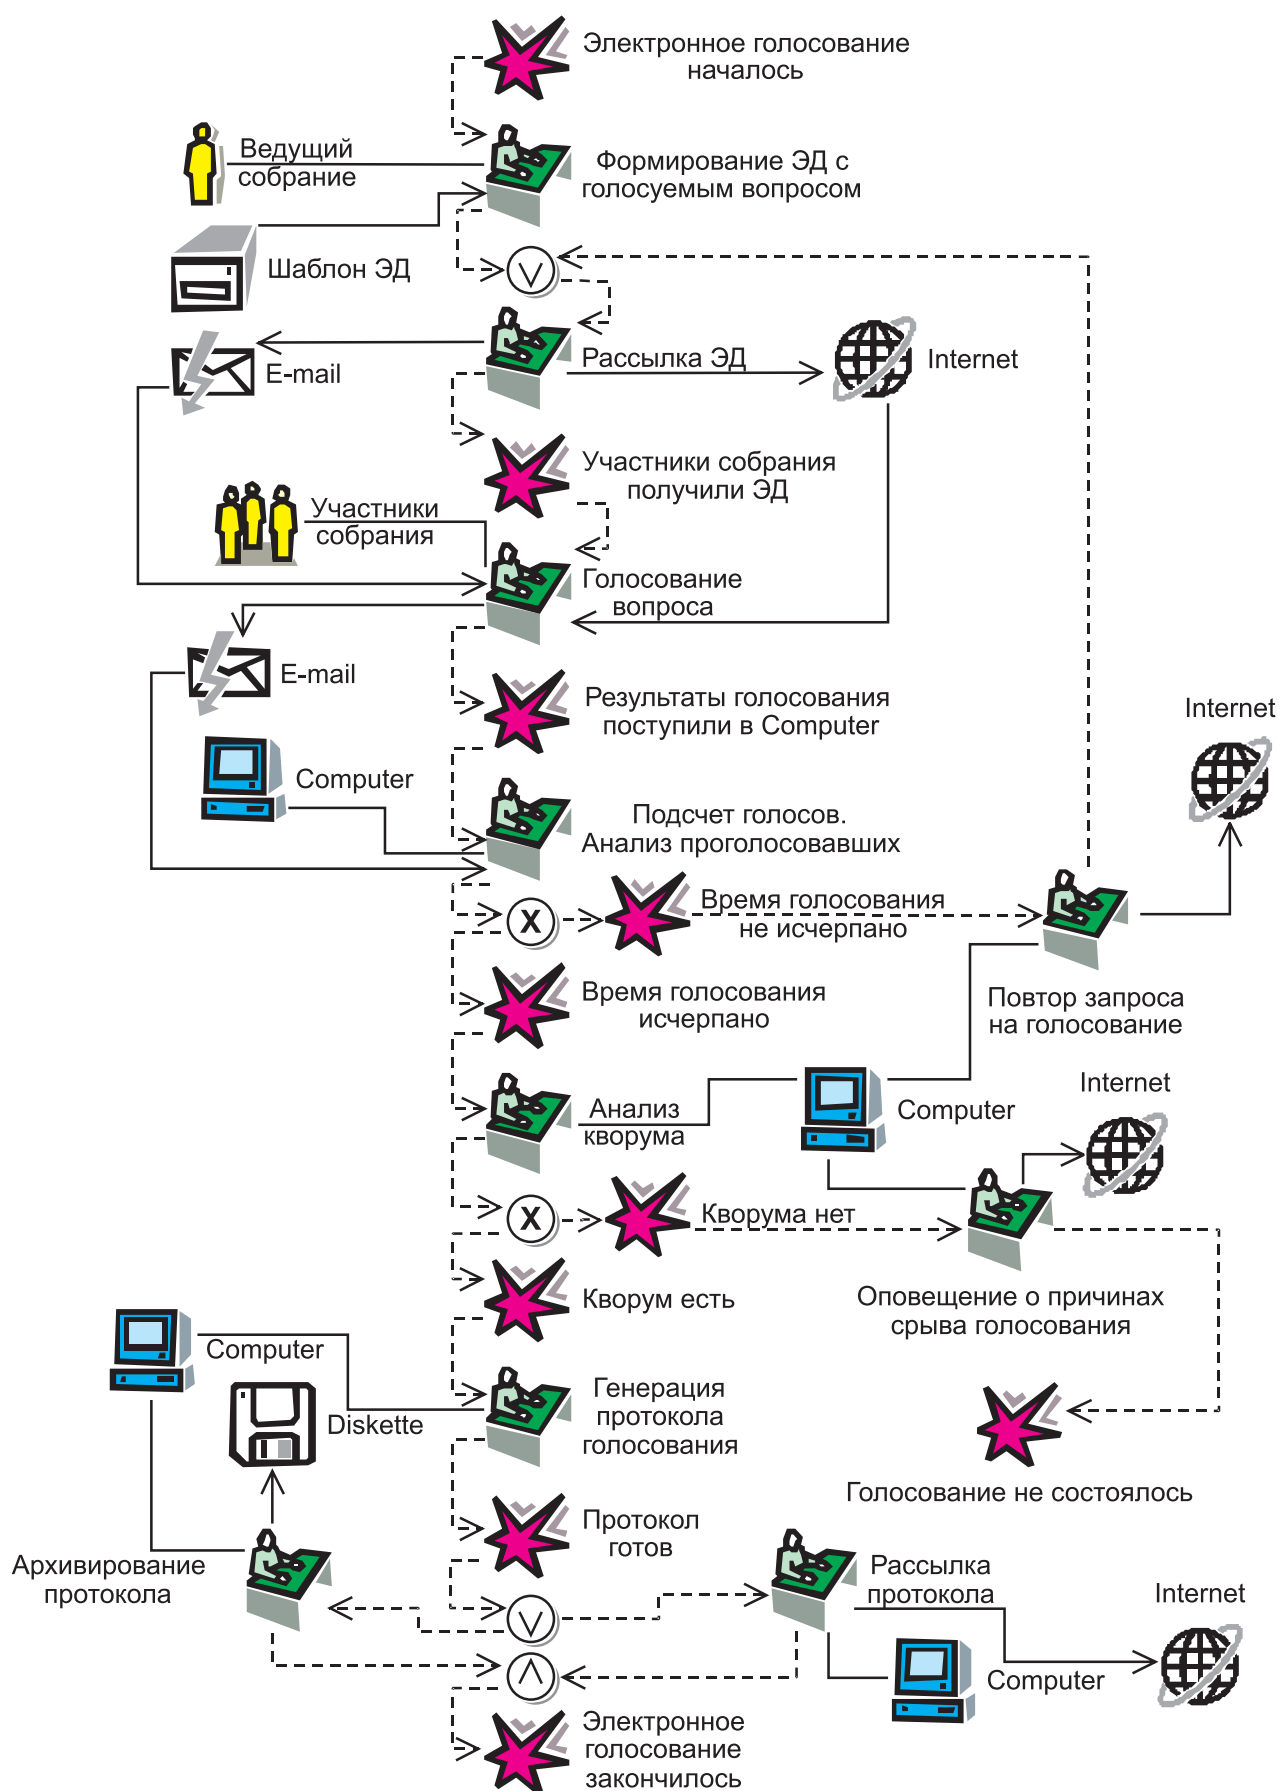 Электронное голосование
началось
Ведущий
собрание
Формирование ЭД с
голосуемым вопросом
Шаблон ЭД
E-mail
Рассылка ЭД
Internet
Участники собрания
получили ЭД
Участники
собрания
Голосование
вопроса
E-mail
Результаты голосования
поступили в Computer
Internet
Computer
Подсчет голосов.
Анализ проголосовавших
X
Время голосования
не исчерпано
Время голосования
исчерпано
Повтор запроса
на голосование
Анализ
кворума
Computer
Internet
X
Кворума нет
Кворум есть
Оповещение о причинах
срыва голосования
Computer
Diskette
Генерация
протокола
голосования
Голосование не состоялось
Протокол
готов
Архивирование
протокола
Рассылка
протокола
Internet
Computer
Электронное
голосование
закончилось